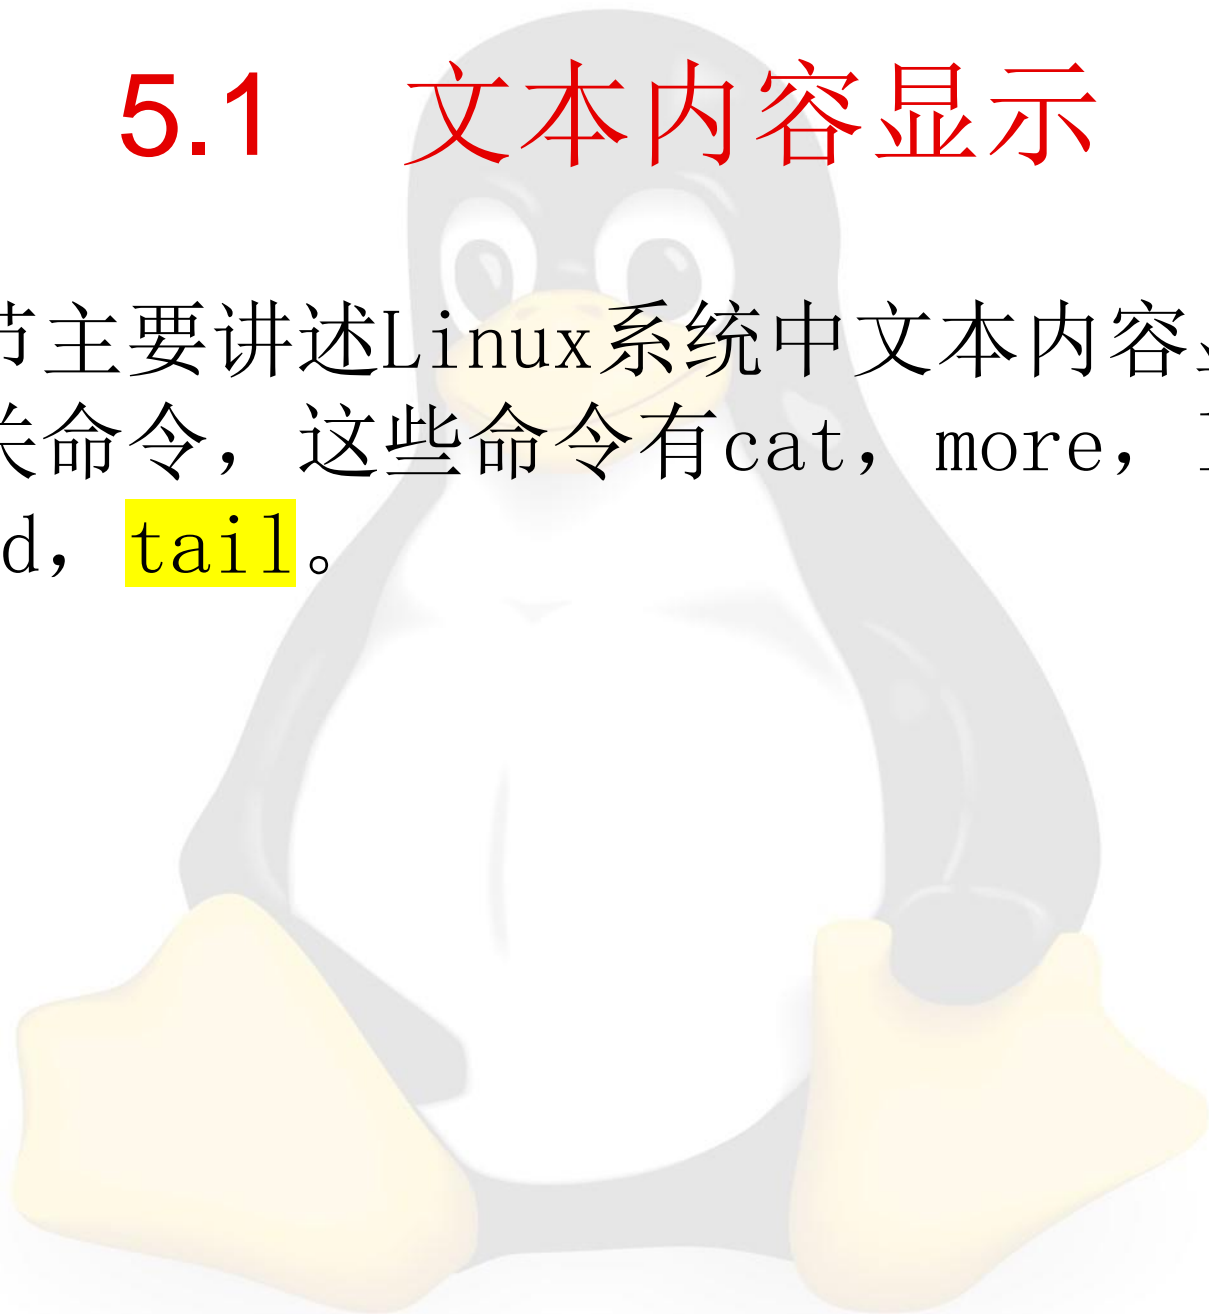 5.1 文本内容显示
节主要讲述Linux系统中文本内容
关命令，这些命令有cat，more，
d，tail。